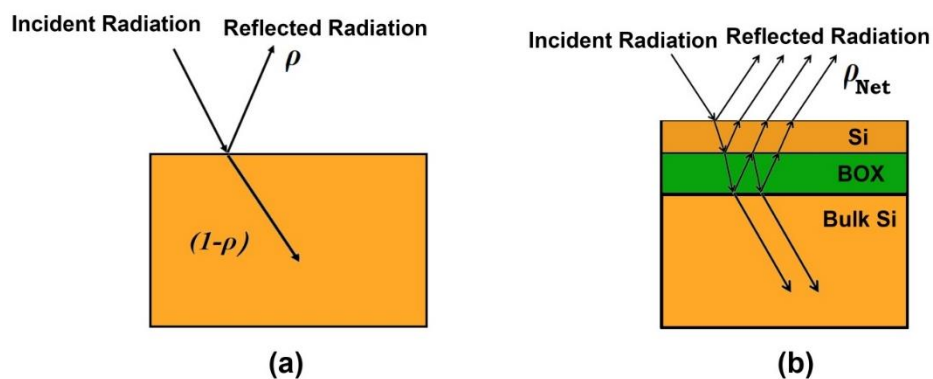 Incident Radiation
Reflected Radiation
ρ
(1-ρ)
(a)
Incident Radiation
Reflected Radiation
ρNet
Si
BOX
Bulk Si
(b)